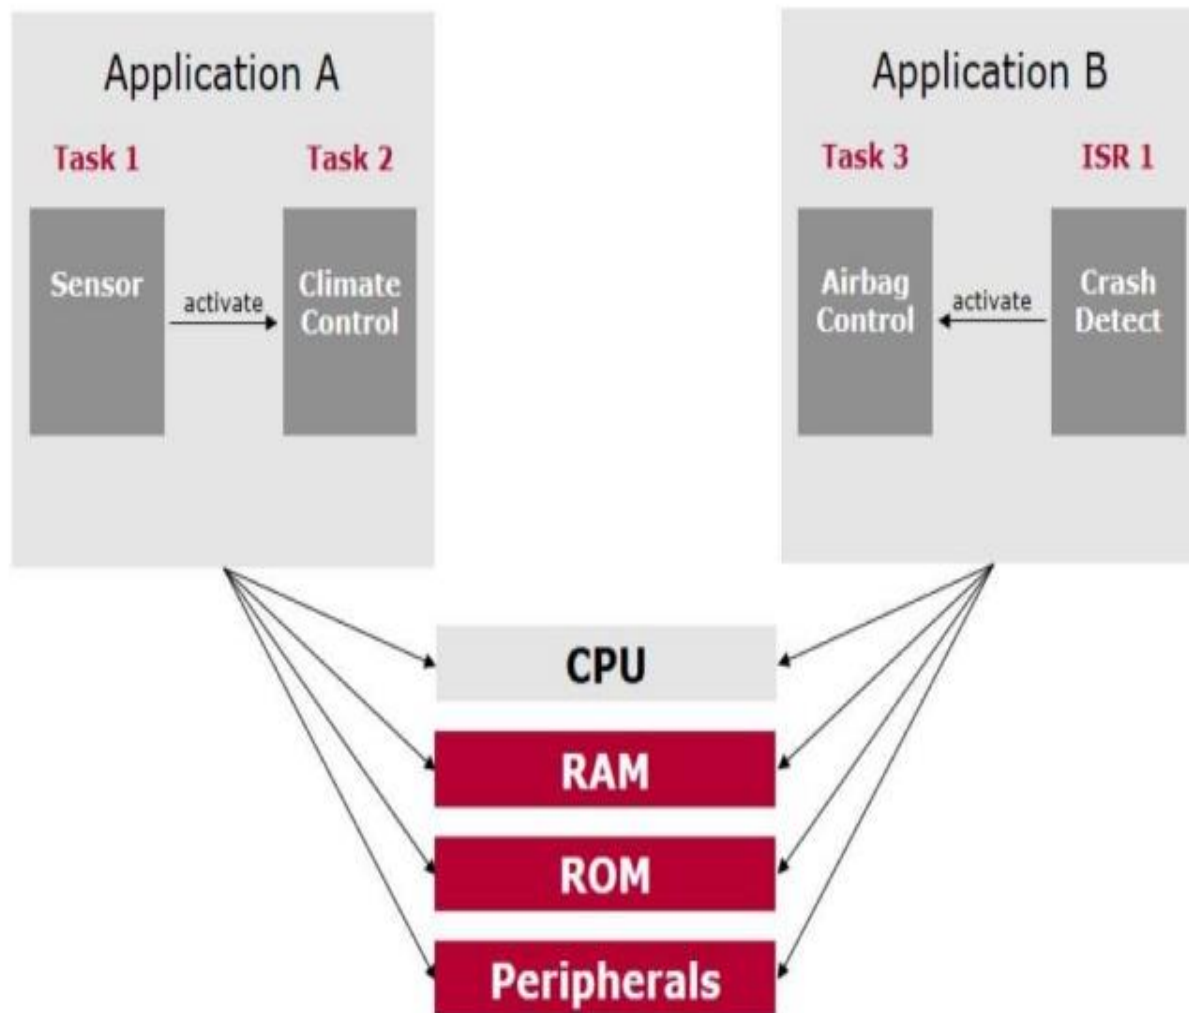 Application A
Task 1
Task 2
Sensor
activate
Climate
Control
Application B
Task 3
ISR 1
Airbag
Control
activate
Crash
Detect
CPU
RAM
ROM
Peripherals